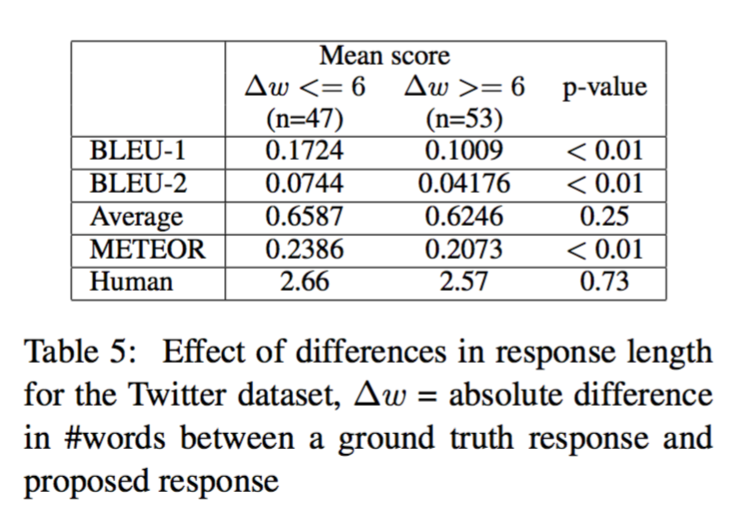 Mean score
Δw <= 6 Δw >= 6 p-value
(n=47) (n=53)
BLEU-1 0.1724 0.1009 < 0.01
BLEU-2 0.0744 0.04176 < 0.01
Average 0.6587 0.6246 0.25
METEOR 0.2386 0.2073 < 0.01
Human 2.66 2.57 0.73
Table 5: Effect of differences in response length
for the Twitter dataset, Δw = absolute difference
in #words between a ground truth response and
proposed response